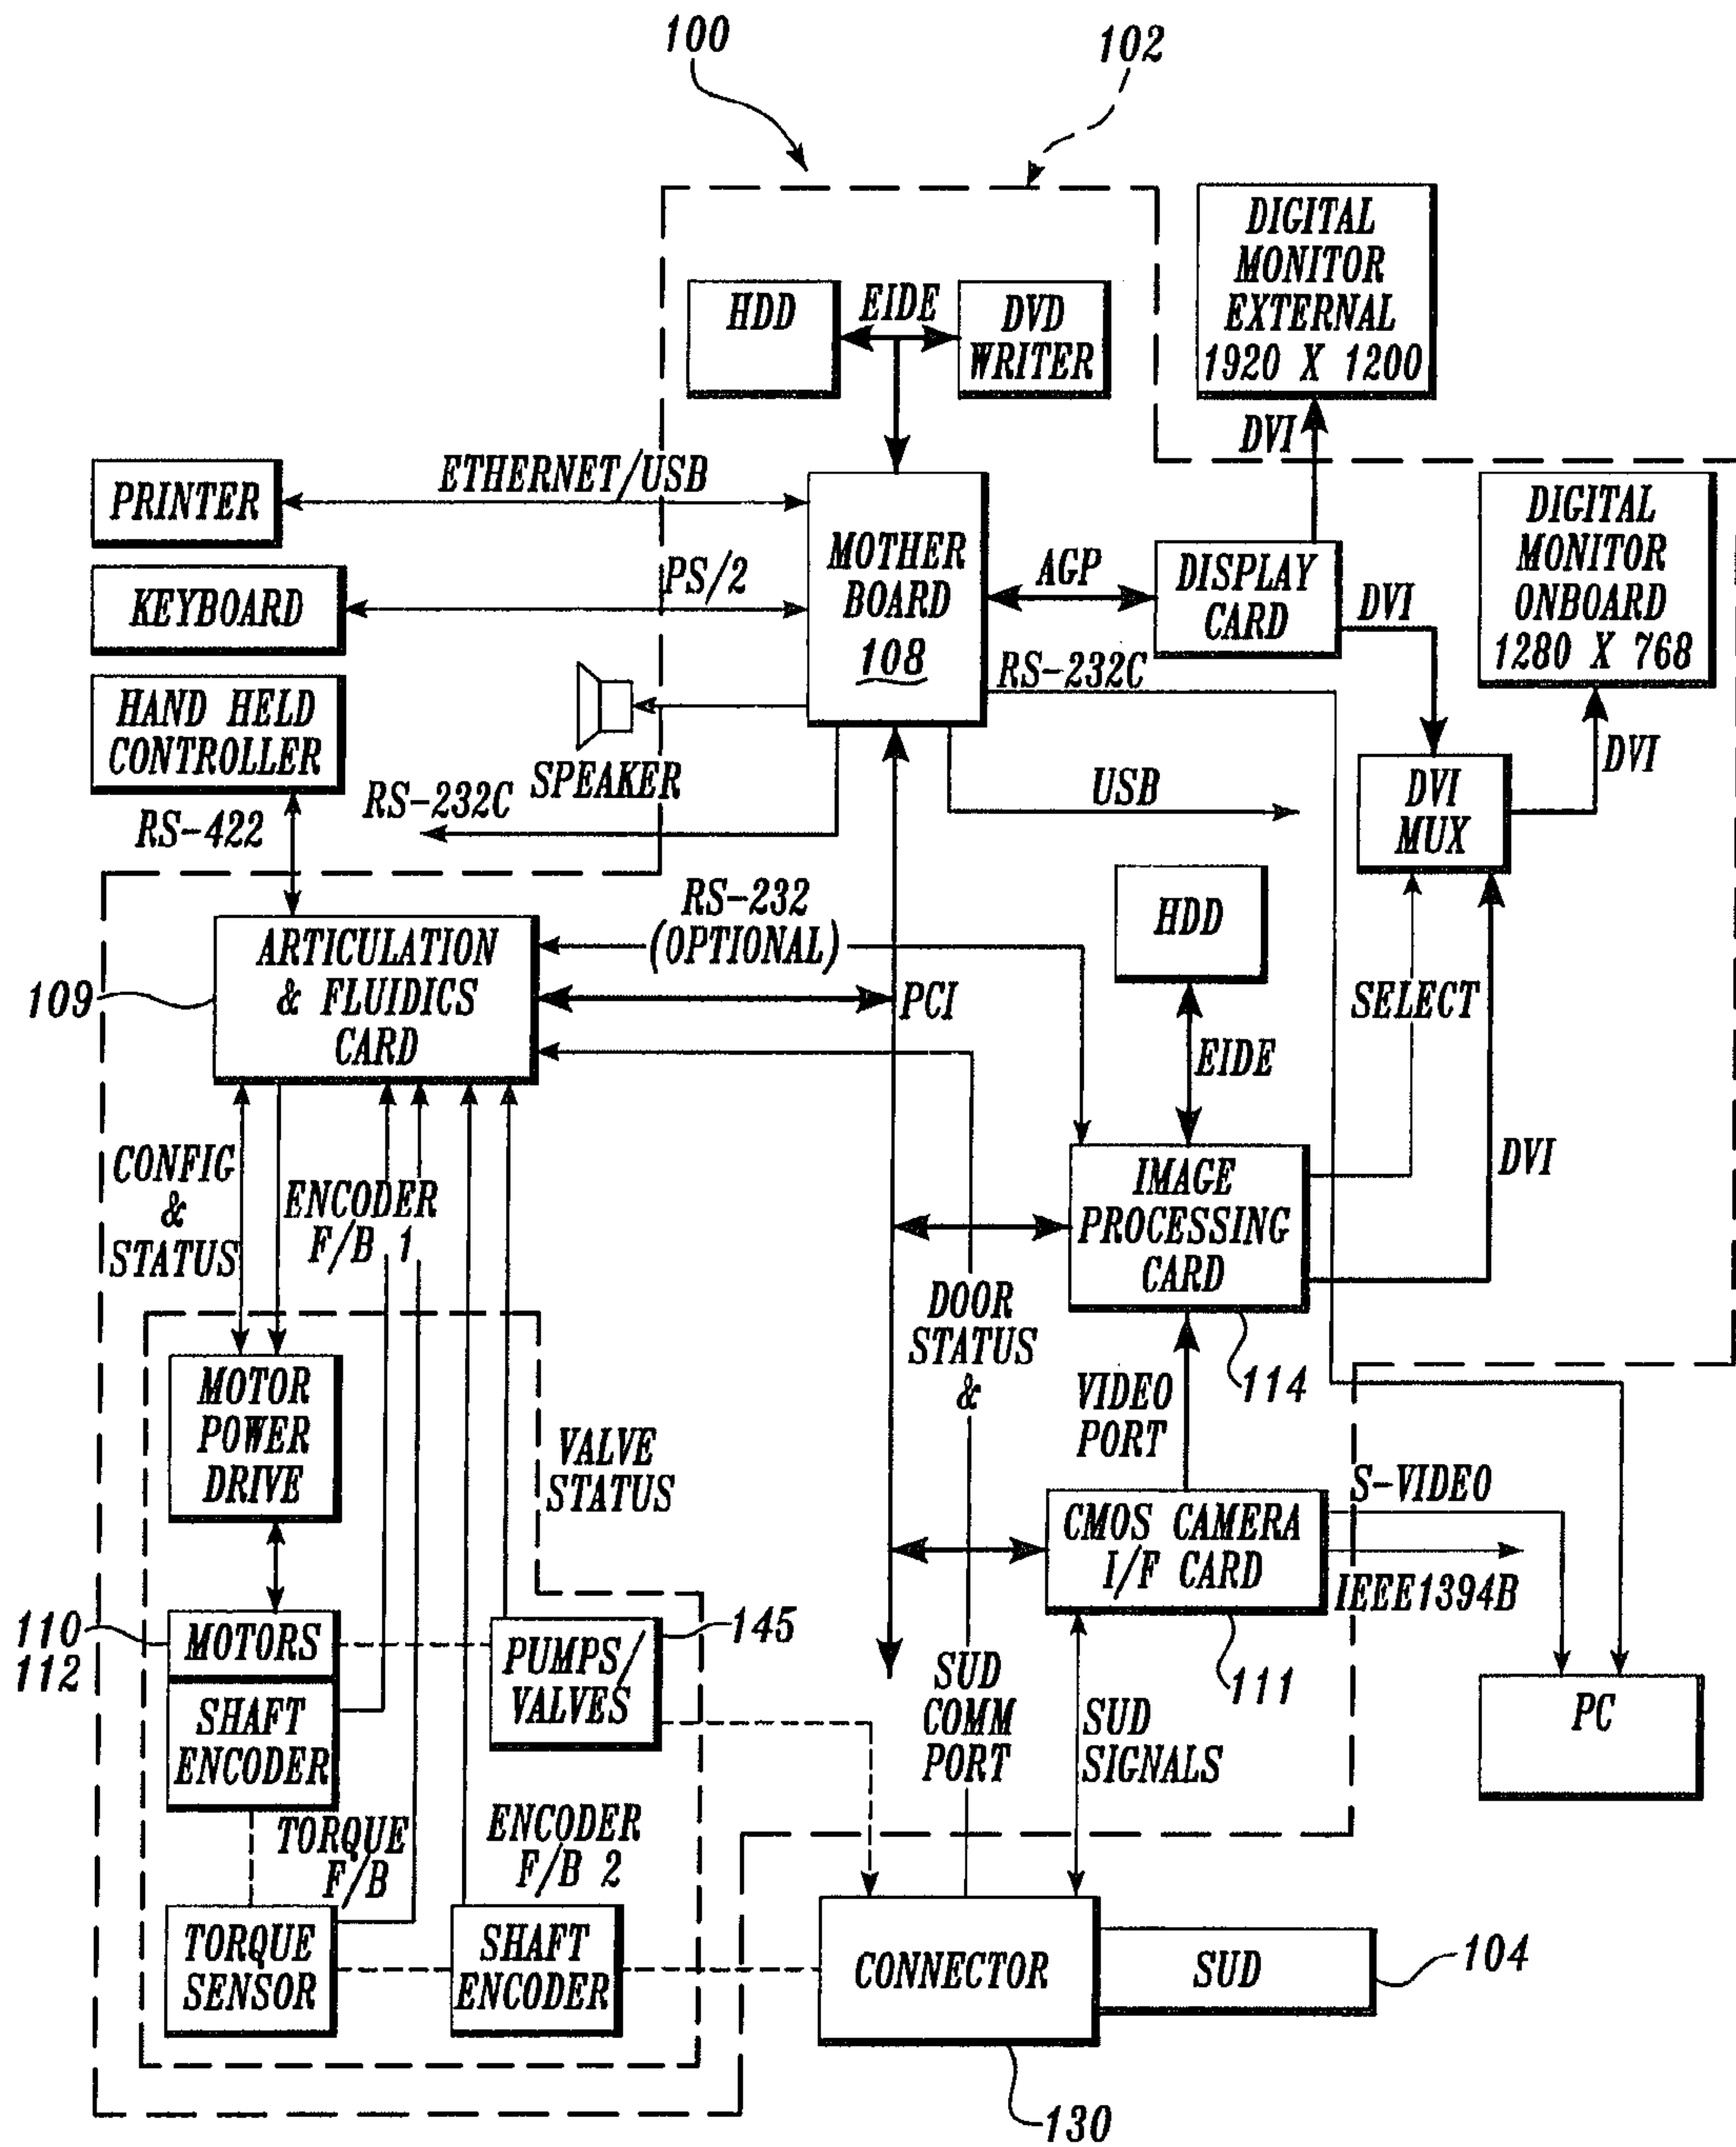 100
102
DIGITAL
MONITOR
EXTERNAL
1920 X 1200
HDD
EIDE
DVD
WRITER
DVI
PRINTER
ETHERNET/USB
DIGITAL
MONITOR
ONBOARD
1280 X 768
MOTHER
BOARD
108
AGP
DISPLAY
CARD
DVI
KEYBOARD
PS/2
RS-232C
HAND HELD
CONTROLLER
SPEAKER
DVI
RS-422
RS-232C
USB
DVI
MUX
RS-232
(OPTIONAL)
HDD
ARTICULATION
& FLUIDICS
CARD
109
PCI
SELECT
EIDE
CONFIG
&
STATUS
ENCODER
F/B 1
IMAGE
PROCESSING
CARD
DVI
DOOR
STATUS
&
114
MOTOR
POWER
DRIVE
VALVE
STATUS
VIDEO
PORT
S-VIDEO
CMOS CAMERA
I/F CARD
IEEE1394B
110
112
MOTORS
145
PUMPS/
VALVES
SUD
COMM
PORT
111
SUD
SIGNALS
PC
SHAFT
ENCODER
TORQUE
F/B
ENCODER
F/B 2
TORQUE
SENSOR
SHAFT
ENCODER
CONNECTOR
SUD
104
130